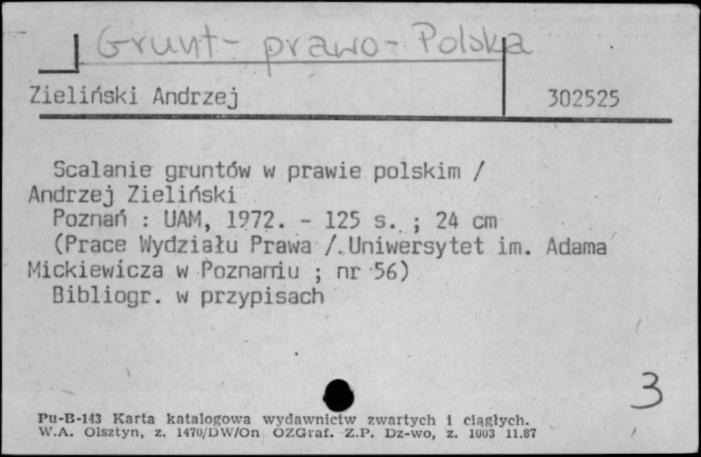 Grunt - prawo - Polska
Zieliński Andrzej 302525
Scalanie gruntów w prawie polskim /
Andrzej Zieliński
Poznań : UAM, 1972. - 125 s. ; 24 cm
(Prace Wydziału Prawa / Uniwersytet im. Adama
Mickiewicza w Poznaniu ; nr 56)
Bibliogr. w przypisach
3
Pu-B-143 Karta katalogowa wydawnictw zwartych i ciągłych.
W.A. Olsztyn, z. 1470/DW/On OZGraf. Z.P. Dz-wo, z. 1003 11.87